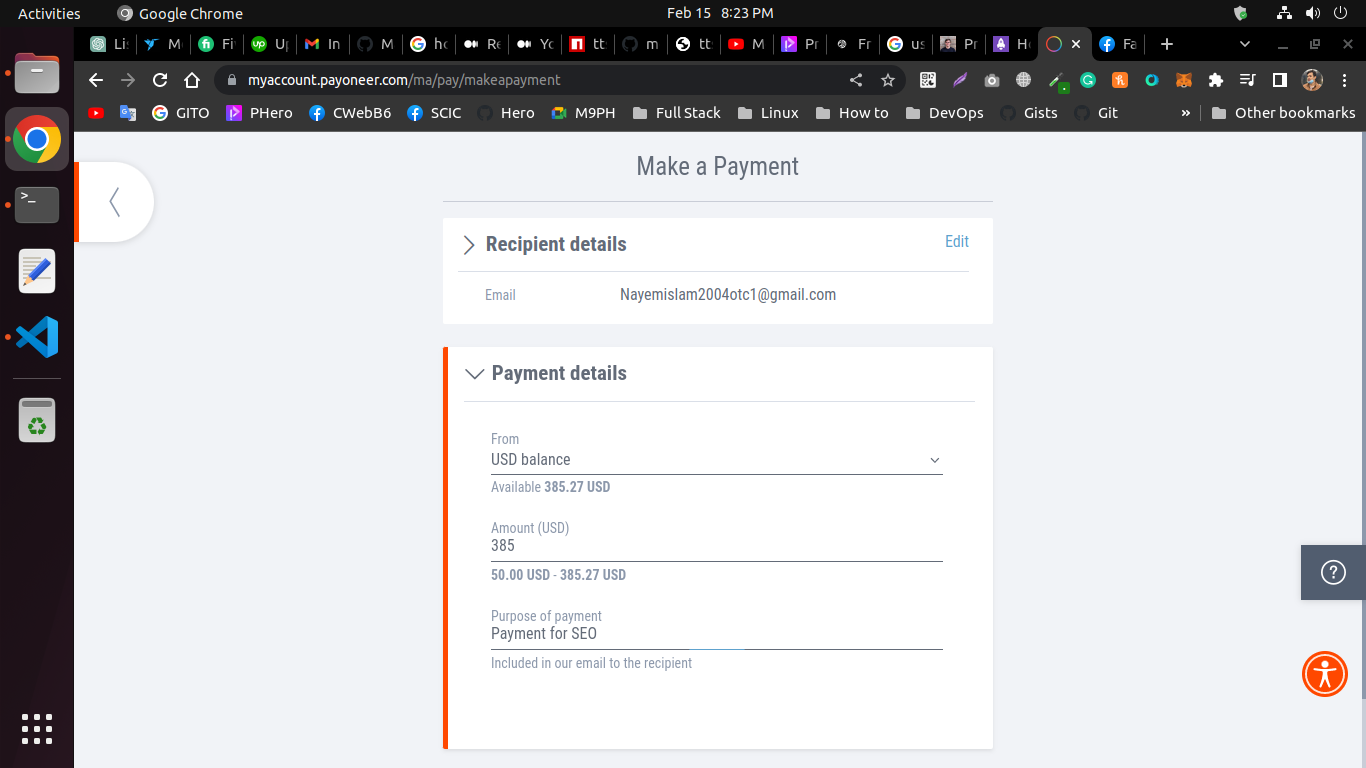 Activities
Google Chrome
Feb 15 8:23 PM
Lis
Me
Fi
Up
In
M
ho
Re
Yo
tt
m
tt
M
Pr
Fr
us
Pr
Ho
Fa
myaccount.payoneer.com/ma/pay/makeapayment
GITO
PHero
CWebB6
SCIC
Hero
M9PH
Full Stack
Linux
How to
DevOps
Gists
Git
»
Other bookmarks
Make a Payment
Recipient details
Edit
Email
Nayemislam2004otc1@gmail.com
Payment details
From
USD balance
Available 385.27 USD
Amount (USD)
385
50.00 USD - 385.27 USD
Purpose of payment
Payment for SEO
Included in our email to the recipient